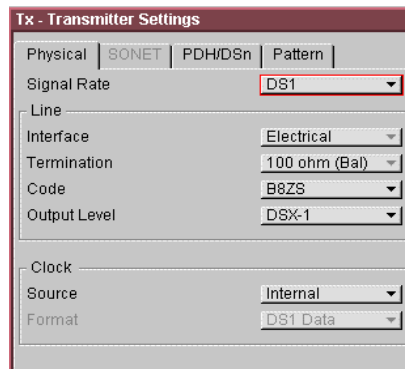 Tx - Transmitter Settings
Physical SONET PDH/DSn Pattern
Signal Rate DS1
Line
Interface Electrical
Termination 100 ohm (Bal)
Code B8ZS
Output Level DSX-1
Clock
Source Internal
Format DS1 Data